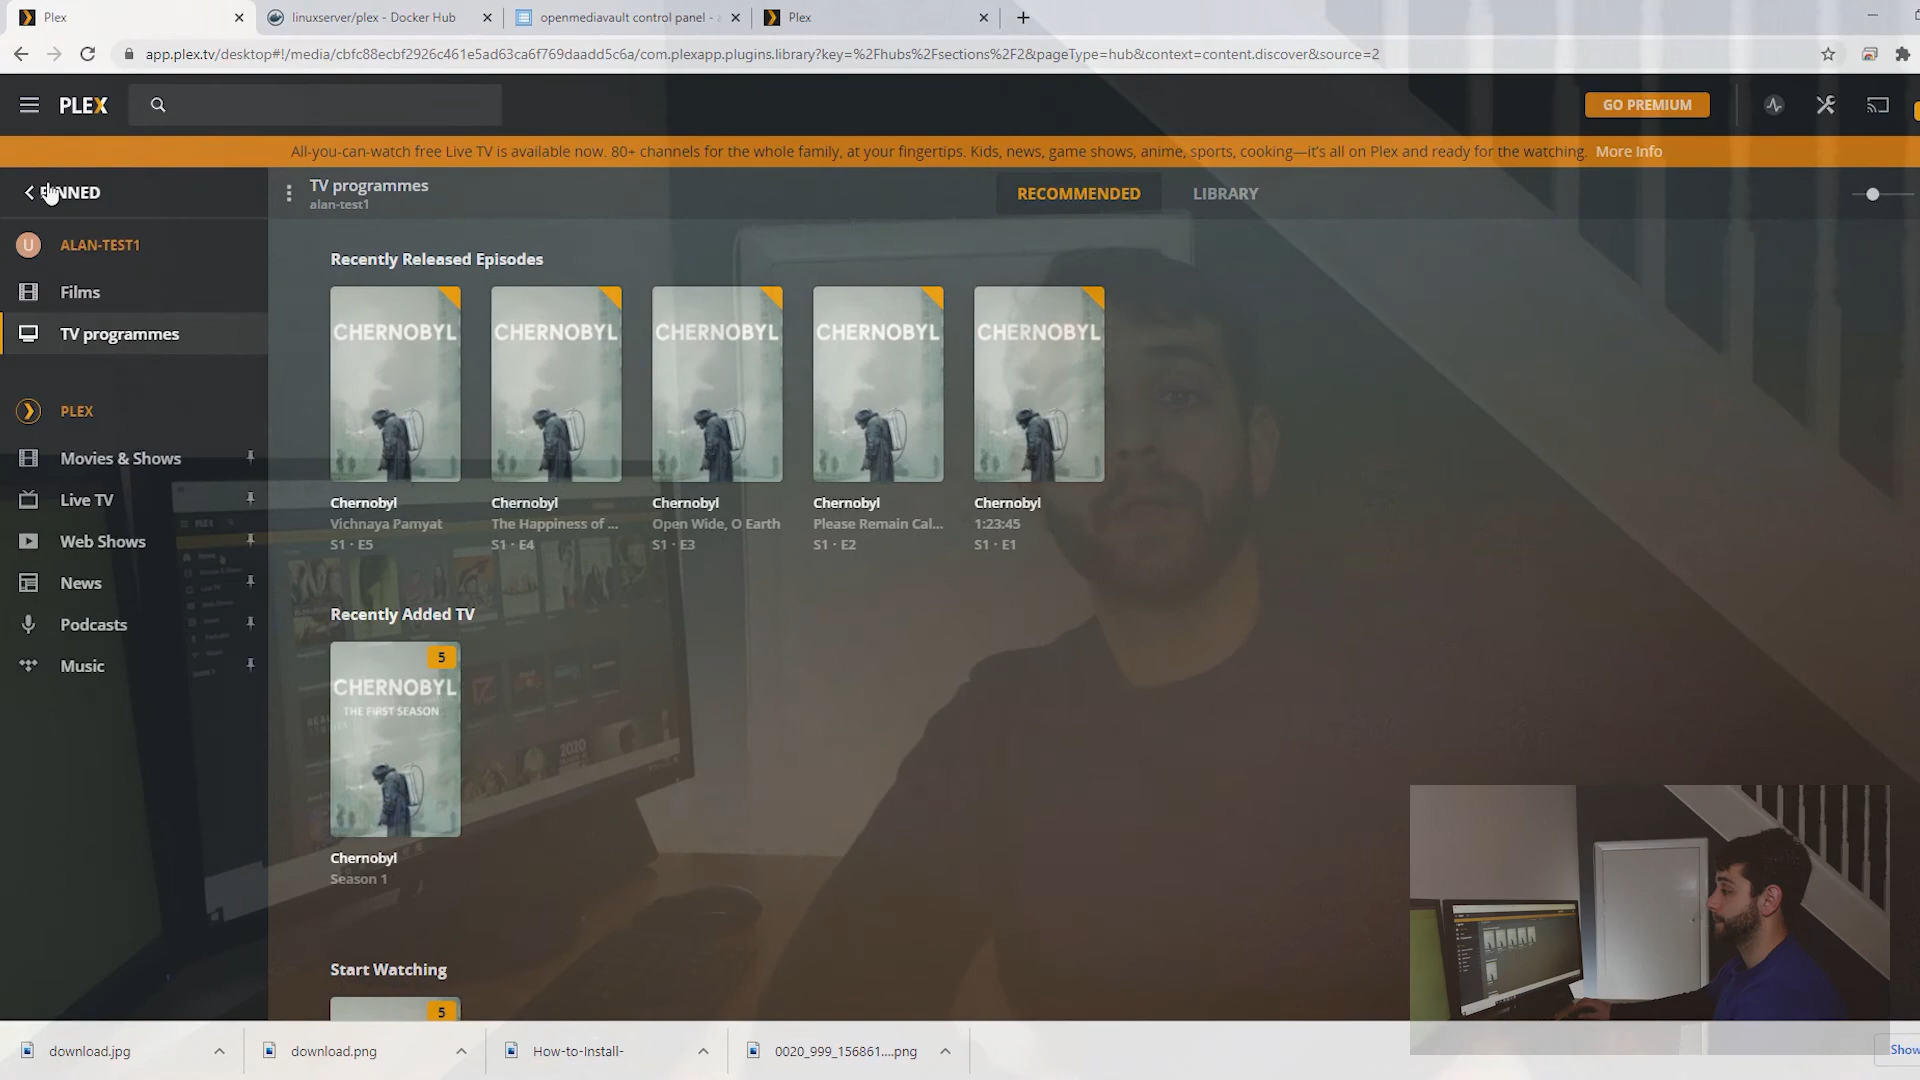 Plex
linuxserver/plex - Docker Hub
openmediavault control panel - a
Plex
app.plex.tv/desktop#!/media/cbfc88ecbf2926c461e5ad63ca6f769daadd5c6a/com.plexapp.plugins.library?key=%2Fhubs%2Fsections%2F2&pageType=hub&context=content.discover&source=2
PLEX
GO PREMIUM
All-you-can-watch free Live TV is available now. 80+ channels for the whole family, at your fingertips. Kids, news, game shows, anime, sports, cooking—it's all on Plex and ready for the watching. More Info
NNED
TV programmes
alan-test1
RECOMMENDED
LIBRARY
U
ALAN-TEST1
Films
TV programmes
PLEX
Movies & Shows
Live TV
Web Shows
News
Podcasts
Music
Recently Released Episodes
CHERNOBYL
CHERNOBYL
CHERNOBYL
CHERNOBYL
CHERNOBYL
Chernobyl
Vichnaya Pamyat
S1 · E5
Chernobyl
The Happiness of ...
S1 · E4
Chernobyl
Open Wide, O Earth
S1 · E3
Chernobyl
Please Remain Cal...
S1 · E2
Chernobyl
1:23:45
S1 · E1
Recently Added TV
5
CHERNOBYL
THE FIRST SEASON
Chernobyl
Season 1
Start Watching
5
2020
download.jpg
download.png
How-to-Install-
0020_999_156861....png
Show